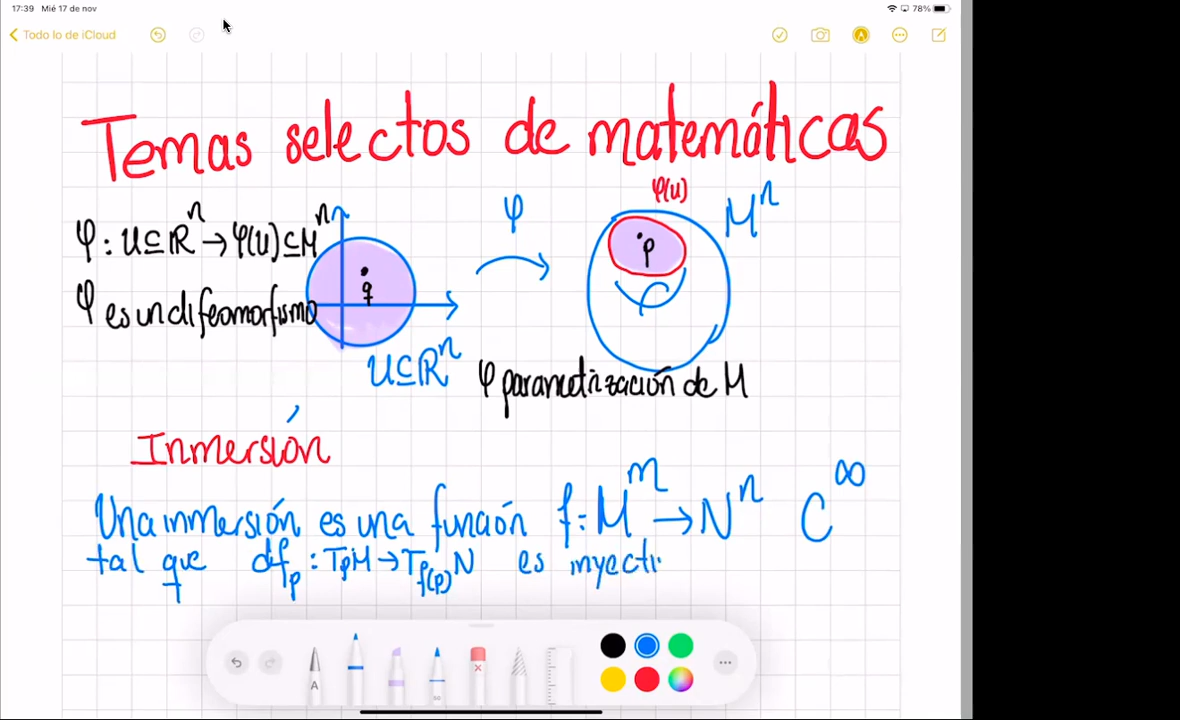 17:39 Mié 17 de nov
78%
Todo lo de iCloud
Temas selectos de matemáticas
φ(U)
φ
Mⁿ
φ : U⊆ℝⁿ→φ(U)⊆Mⁿ
p
q
φ es un difeomorfismo
U⊆ℝⁿ
φ parametrización de M
Inmersión
Una inmersión es una función f: Mᵐ→Nⁿ C^∞
tal que dfₚ : TₚM→T_f(p)N es inyecti
A
50